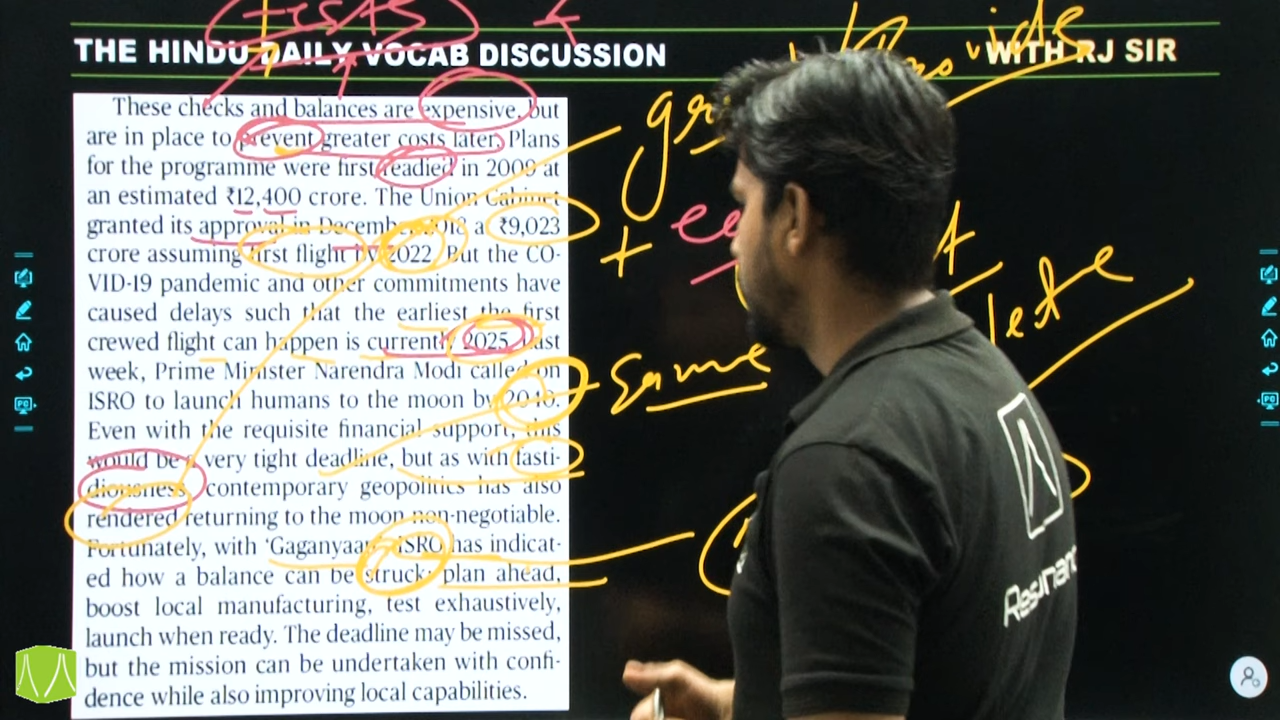 tests
THE HINDU DAILY VOCAB DISCUSSION
WITH RJ SIR
These checks and balances are expensive, but
are in place to prevent greater costs later. Plans
for the programme were first readied in 2009 at
an estimated ₹12,400 crore. The Union Cabinet
granted its approval in December 2018 a ₹9,023
crore assuming first flight by 2022. But the CO-
VID-19 pandemic and other commitments have
caused delays such that the earliest the first
crewed flight can happen is currently 2025. Last
week, Prime Minister Narendra Modi called on
ISRO to launch humans to the moon by 2040.
Even with the requisite financial support, this
would be a very tight deadline, but as with fasti-
diousness, contemporary geopolitics has also
rendered returning to the moon non-negotiable.
Fortunately, with ‘Gaganyaan’, ISRO has indicat-
ed how a balance can be struck: plan ahead,
boost local manufacturing, test exhaustively,
launch when ready. The deadline may be missed,
but the mission can be undertaken with confi-
dence while also improving local capabilities.
same
Resonan
PC
PC